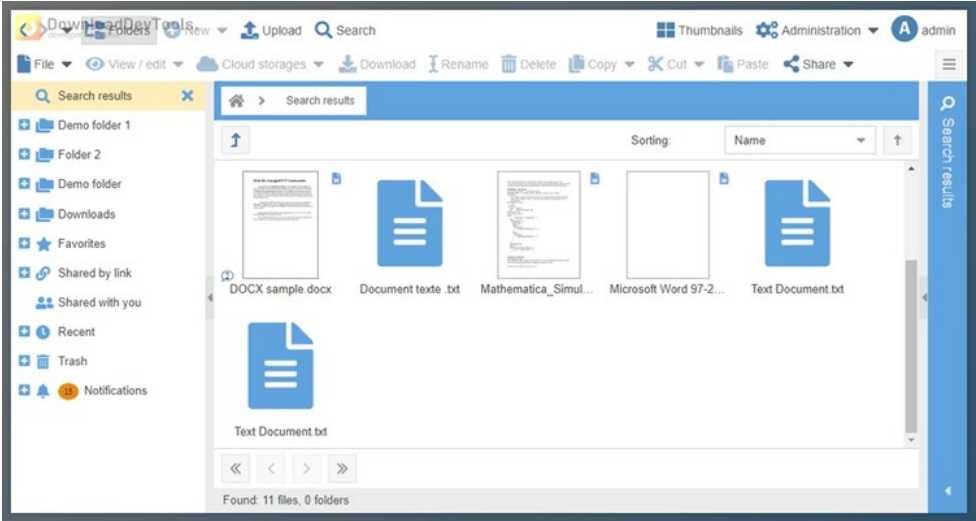 DownloadDevTools.
Folders New Upload Search Thumbnails Administration A admin
File View / edit Cloud storages Download Rename Delete Copy Cut Paste Share
Search results
Demo folder 1
Folder 2
Demo folder
Downloads
Favorites
Shared by link
Shared with you
Recent
Trash
15 Notifications
Search results
Sorting: Name
DOCX sample.docx Document texte .txt Mathematica_Simul... Microsoft Word 97-2... Text Document.txt
Text Document.txt
Found: 11 files, 0 folders
Search results